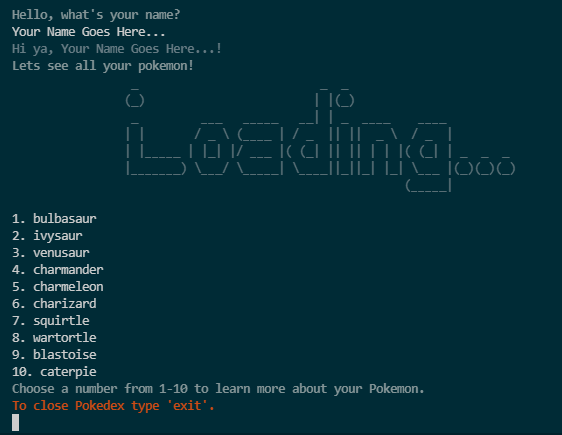 Hello, what's your name?
Your Name Goes Here...
Hi ya, Your Name Goes Here...!
Lets see all your pokemon!
Loading...
1. bulbasaur
2. ivysaur
3. venusaur
4. charmander
5. charmeleon
6. charizard
7. squirtle
8. wartortle
9. blastoise
10. caterpie
Choose a number from 1-10 to learn more about your Pokemon.
To close Pokedex type 'exit'.